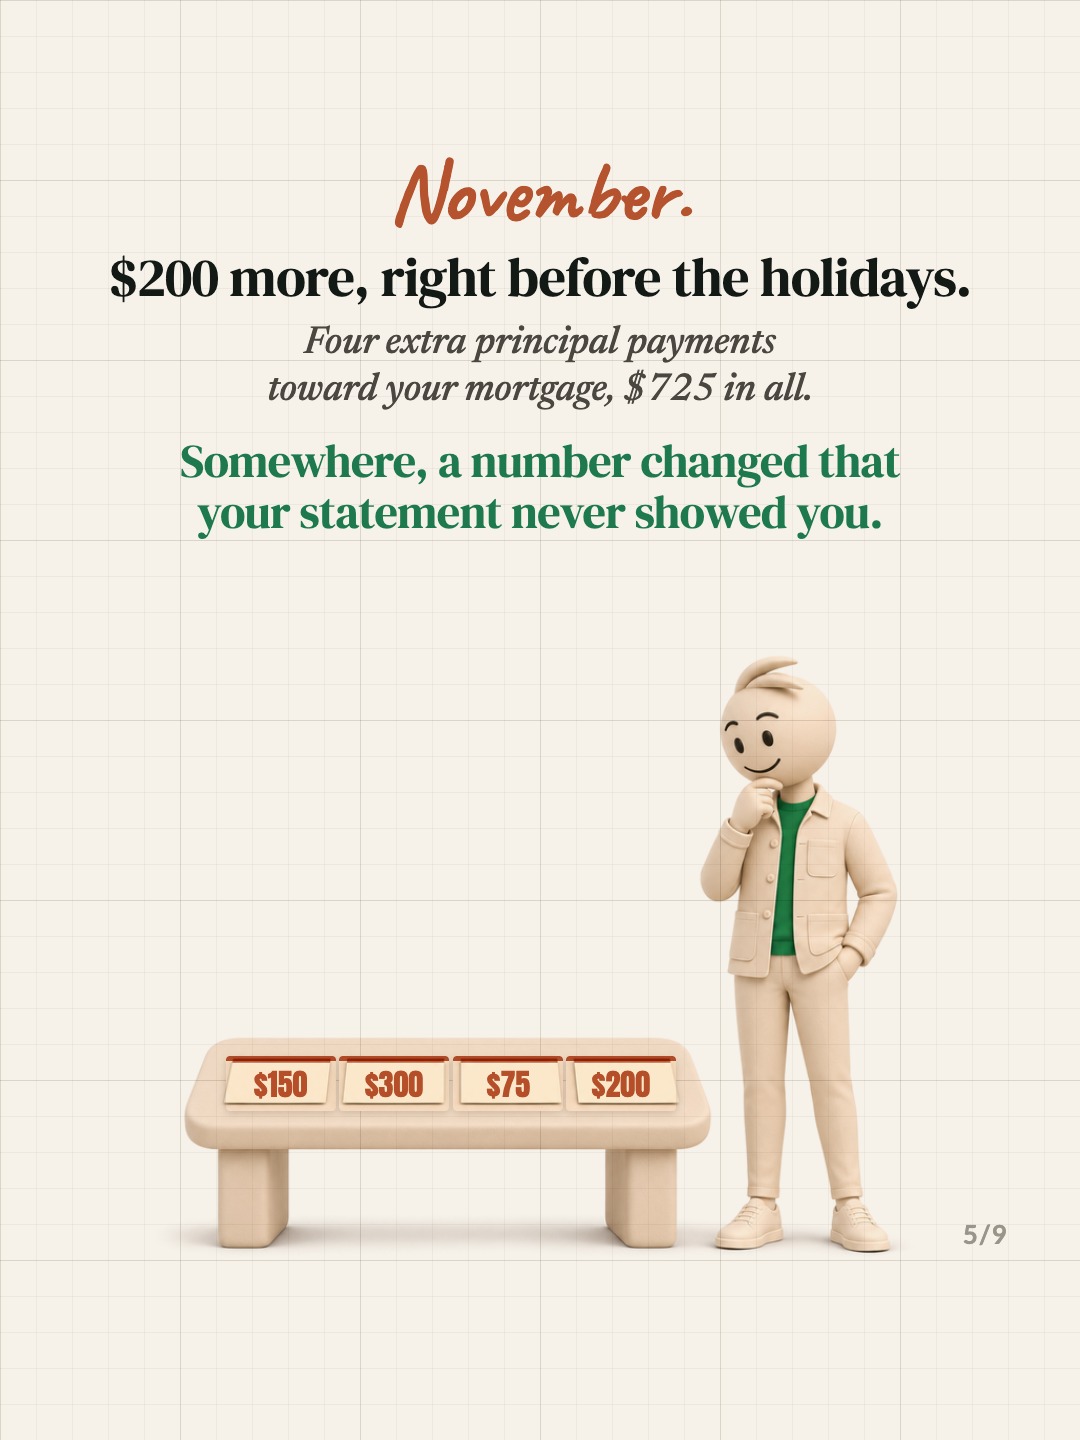 November.
$200 more, right before the holidays.
Four extra principal payments
toward your mortgage, $725 in all.
Somewhere, a number changed that
your statement never showed you.
$150 $300 $75 $200
5/9